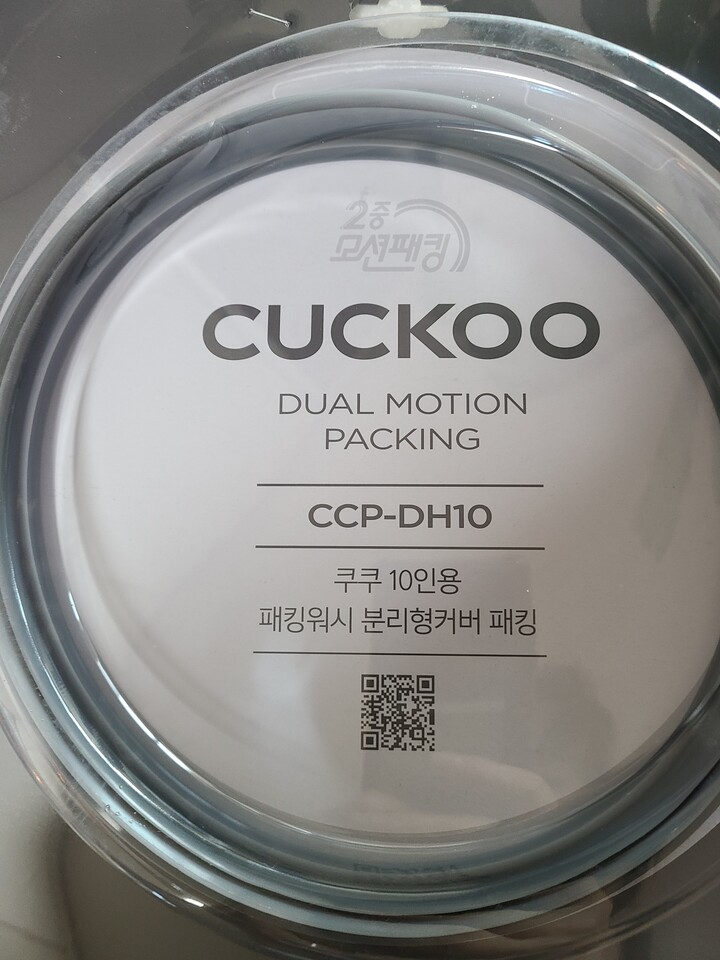 2중
모션패킹
CUCKOO
DUAL MOTION
PACKING
CCP-DH10
쿠쿠 10인용
패킹워시 분리형커버 패킹